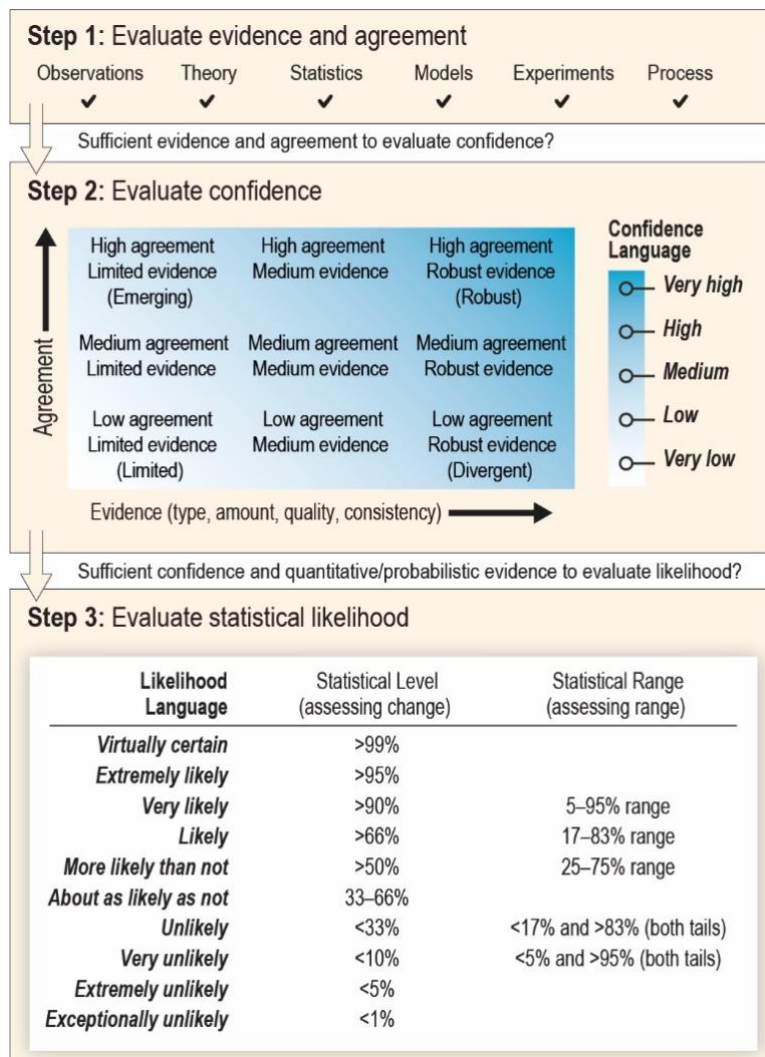 Step 1: Evaluate evidence and agreement
Observations Theory Statistics Models Experiments Process
Sufficient evidence and agreement to evaluate confidence?
Step 2: Evaluate confidence
High agreement High agreement High agreement
Limited evidence Medium evidence Robust evidence
(Emerging) (Robust)
Medium agreement Medium agreement Medium agreement
Limited evidence Medium evidence Robust evidence
Low agreement Low agreement Low agreement
Limited evidence Medium evidence Robust evidence
(Limited) (Divergent)
Agreement
Evidence (type, amount, quality, consistency)
Confidence
Language
Very high
High
Medium
Low
Very low
Sufficient confidence and quantitative/probabilistic evidence to evaluate likelihood?
Step 3: Evaluate statistical likelihood
Likelihood Statistical Level Statistical Range
Language (assessing change) (assessing range)
Virtually certain >99%
Extremely likely >95%
Very likely >90% 5–95% range
Likely >66% 17–83% range
More likely than not >50% 25–75% range
About as likely as not 33–66%
Unlikely <33% <17% and >83% (both tails)
Very unlikely <10% <5% and >95% (both tails)
Extremely unlikely <5%
Exceptionally unlikely <1%